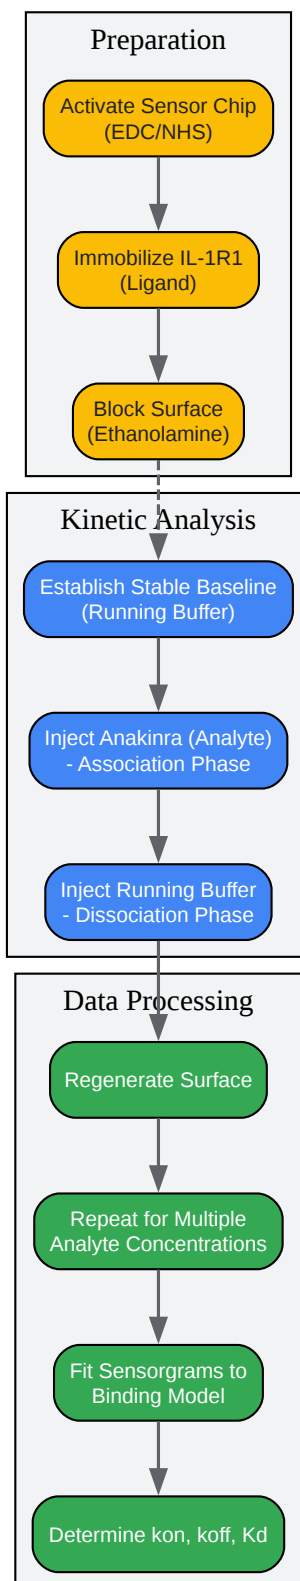 Preparation
Activate Sensor Chip
(EDC/NHS)
Immobilize IL-1R1
(Ligand)
Block Surface
(Ethanolamine)
Kinetic Analysis
Establish Stable Baseline
(Running Buffer)
Inject Anakinra (Analyte)
- Association Phase
Inject Running Buffer
- Dissociation Phase
Data Processing
Regenerate Surface
Repeat for Multiple
Analyte Concentrations
Fit Sensorgrams to
Binding Model
Determine kon, koff, Kd